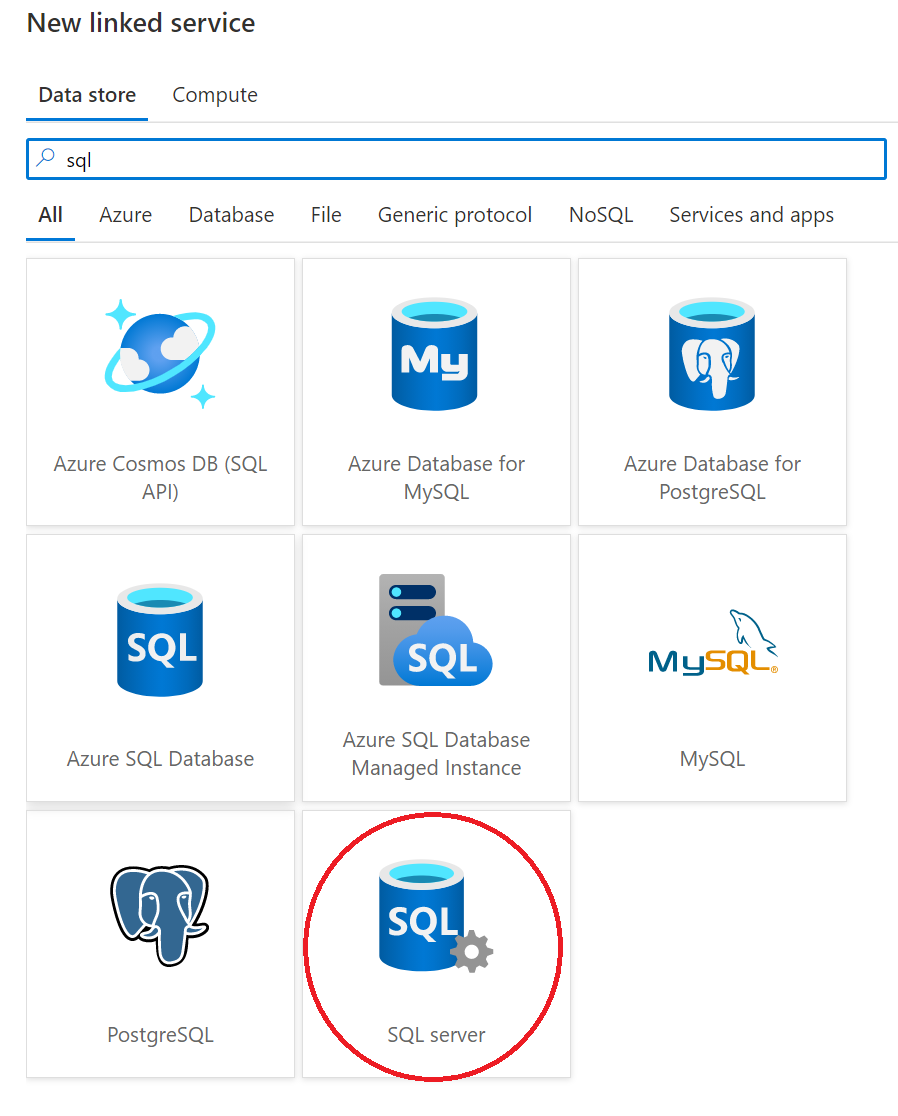 New linked service
Data store Compute
sql
All Azure Database File Generic protocol NoSQL Services and apps
My
Azure Cosmos DB (SQL
API)
Azure Database for
MySQL
Azure Database for
PostgreSQL
SQL
SQL
MySQL®
Azure SQL Database
Azure SQL Database
Managed Instance
MySQL
SQL
PostgreSQL
SQL server